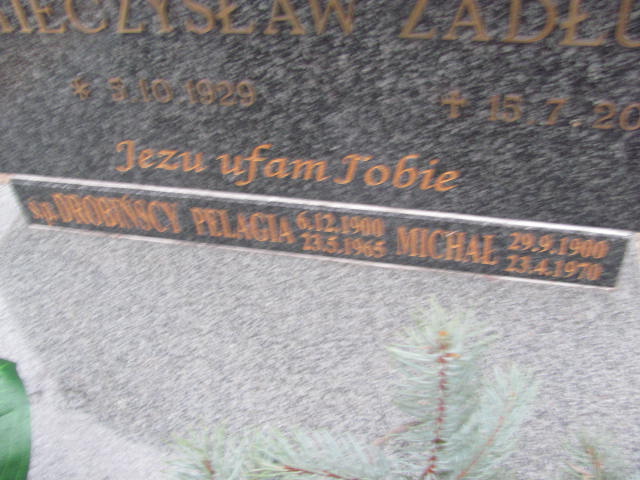 MIECZYSŁAW ZADŁU
* 5.10.1929 + 15.7.20
Jezu ufam Tobie
ś.p. DROBIŃSCY PELAGIA 6.12.1900 MICHAŁ 29.9.1900
23.5.1965 23.4.1970